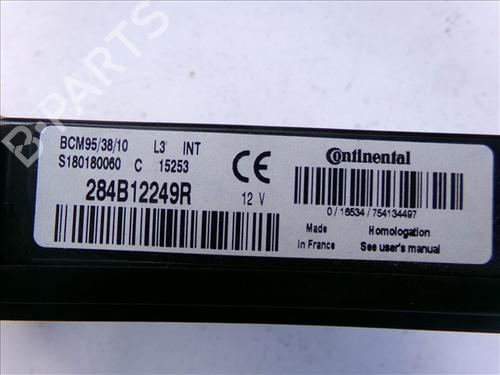 BCM95/38/10 L3 INT
S180180060 C 15253
284B12249R
12 V
CE
Continental
0 / 16534 / 754134497
Made
in France
Homologation
See user's manual
B-PARTS